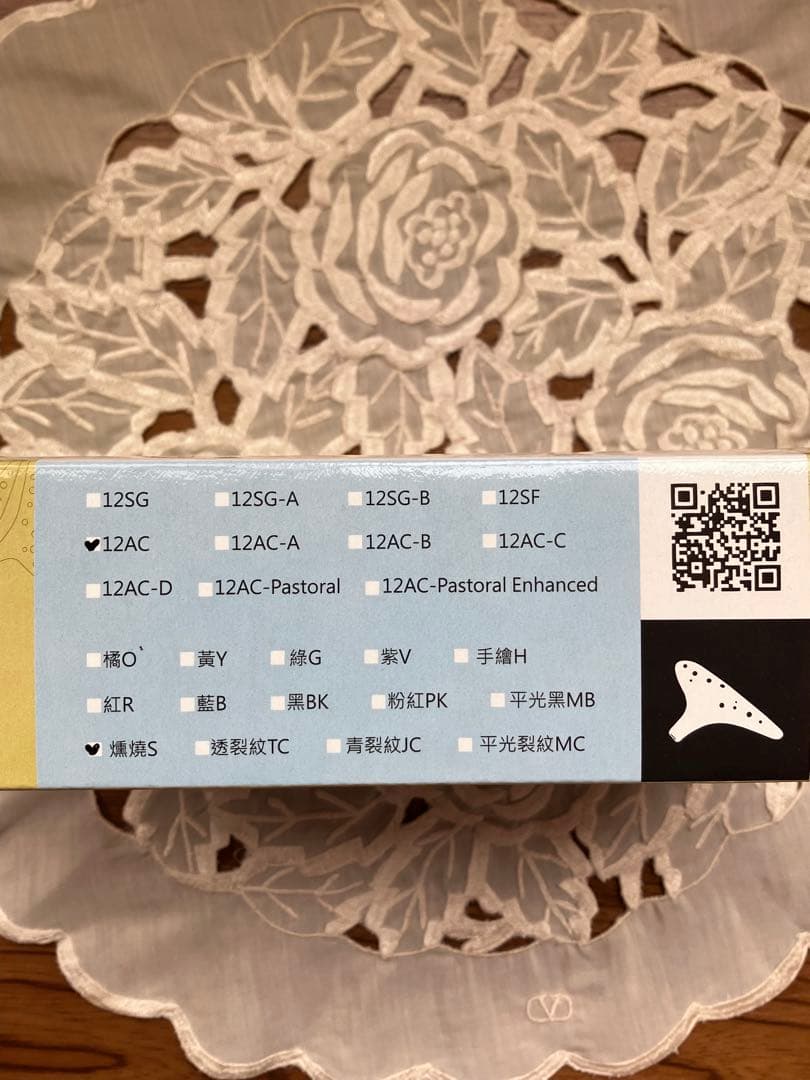 12SG 12SG-A 12SG-B 12SF
12AC 12AC-A 12AC-B 12AC-C
12AC-D 12AC-Pastoral 12AC-Pastoral Enhanced
橘O 黃Y 綠G 紫V 手繪H
紅R 藍B 黑BK 粉紅PK 平光黑MB
燻燒S 透裂紋TC 青裂紋JC 平光裂紋MC
V